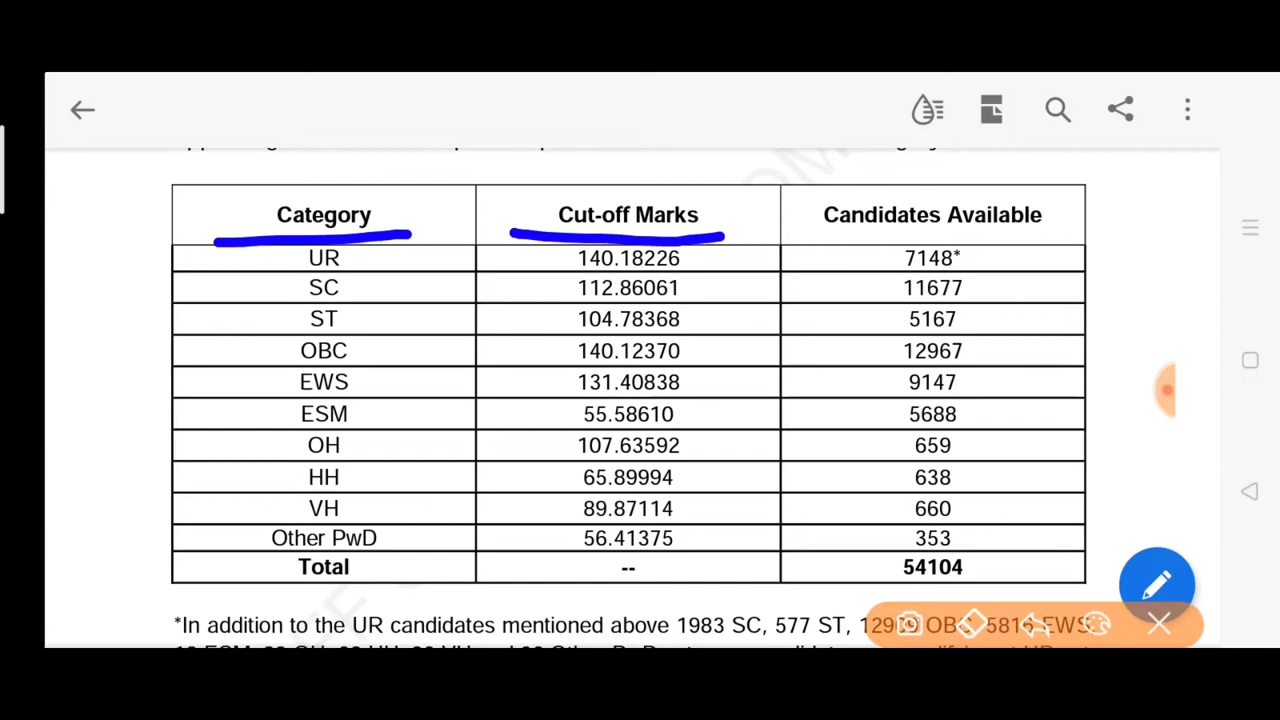 Category Cut-off Marks Candidates Available
UR 140.18226 7148*
SC 112.86061 11677
ST 104.78368 5167
OBC 140.12370 12967
EWS 131.40838 9147
ESM 55.58610 5688
OH 107.63592 659
HH 65.89994 638
VH 89.87114 660
Other PwD 56.41375 353
Total -- 54104
*In addition to the UR candidates mentioned above 1983 SC, 577 ST, OBC, 5816 EWS,